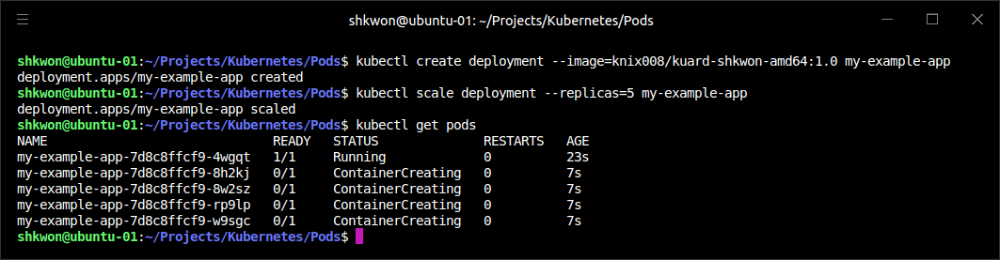 shkwon@ubuntu-01: ~/Projects/Kubernetes/Pods
shkwon@ubuntu-01:~/Projects/Kubernetes/Pods$ kubectl create deployment --image=knix008/kuard-shkwon-amd64:1.0 my-example-app
deployment.apps/my-example-app created
shkwon@ubuntu-01:~/Projects/Kubernetes/Pods$ kubectl scale deployment --replicas=5 my-example-app
deployment.apps/my-example-app scaled
shkwon@ubuntu-01:~/Projects/Kubernetes/Pods$ kubectl get pods
NAME                              READY   STATUS              RESTARTS   AGE
my-example-app-7d8c8ffcf9-4wgqt   1/1     Running             0          23s
my-example-app-7d8c8ffcf9-8h2kj   0/1     ContainerCreating   0          7s
my-example-app-7d8c8ffcf9-8w2sz   0/1     ContainerCreating   0          7s
my-example-app-7d8c8ffcf9-rp9lp   0/1     ContainerCreating   0          7s
my-example-app-7d8c8ffcf9-w9sgc   0/1     ContainerCreating   0          7s
shkwon@ubuntu-01:~/Projects/Kubernetes/Pods$